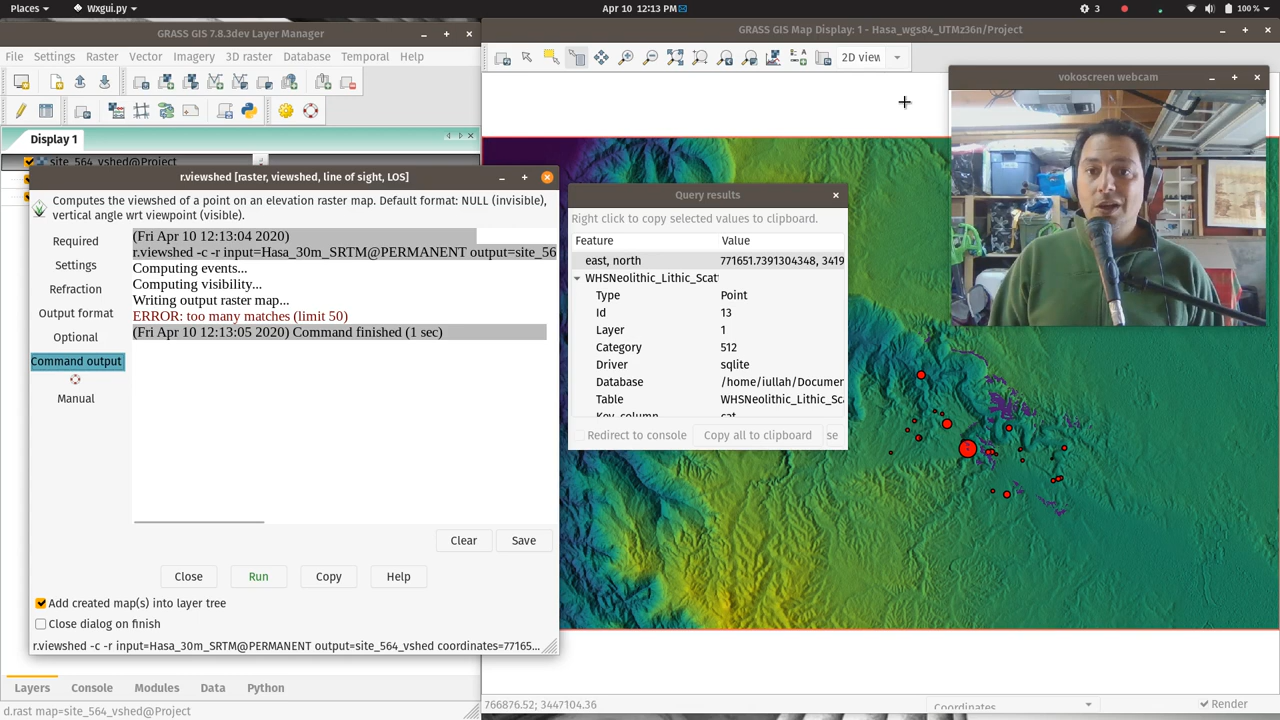 Places
Wxgui.py
Apr 10 12:13 PM
3
100 %
GRASS GIS 7.8.3dev Layer Manager
File Settings Raster Vector Imagery 3D raster Database Temporal Help
Display 1
site_564_vshed@Project
GRASS GIS Map Display: 1 - Hasa_wgs84_UTMz36n/Project
2D view
vokoscreen webcam
r.viewshed [raster, viewshed, line of sight, LOS]
Computes the viewshed of a point on an elevation raster map. Default format: NULL (invisible),
vertical angle wrt viewpoint (visible).
Required
Settings
Refraction
Output format
Optional
Command output
Manual
(Fri Apr 10 12:13:04 2020)
r.viewshed -c -r input=Hasa_30m_SRTM@PERMANENT output=site_56
Computing events...
Computing visibility...
Writing output raster map...
ERROR: too many matches (limit 50)
(Fri Apr 10 12:13:05 2020) Command finished (1 sec)
Clear Save
Close Run Copy Help
Add created map(s) into layer tree
Close dialog on finish
r.viewshed -c -r input=Hasa_30m_SRTM@PERMANENT output=site_564_vshed coordinates=77165...
Query results
Right click to copy selected values to clipboard.
Feature Value
east, north 771651.7391304348, 3419
WHSNeolithic_Lithic_Scat
Type Point
Id 13
Layer 1
Category 512
Driver sqlite
Database /home/iullah/Documen
Table WHSNeolithic_Lithic_Sca
Key column cat
Redirect to console Copy all to clipboard se
Layers Console Modules Data Python
d.rast map=site_564_vshed@Project
766876.52; 3447104.36
Coordinates
Render